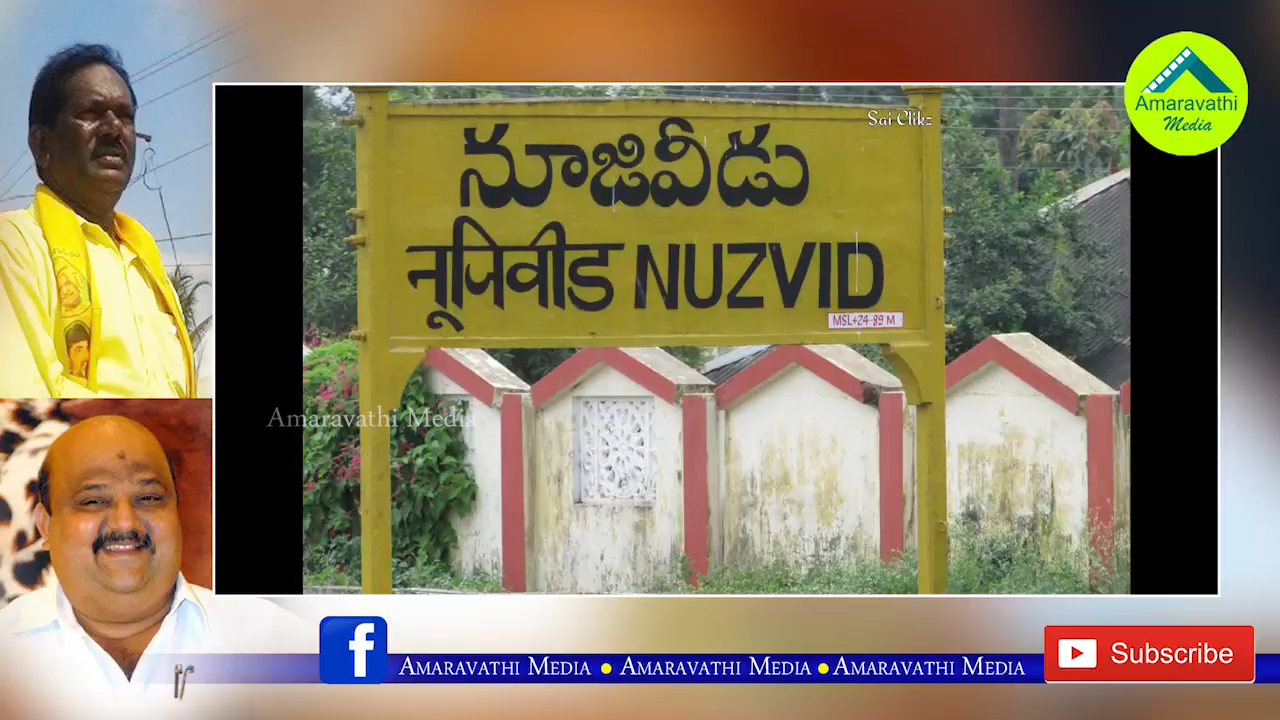 Sai Clikz
Amaravathi
Media
నూజివీడు
नूजिवीड NUZVID
MSL+24-89 M
Amaravathi Media
f
AMARAVATHI MEDIA ● AMARAVATHI MEDIA ● AMARAVATHI MEDIA
Subscribe